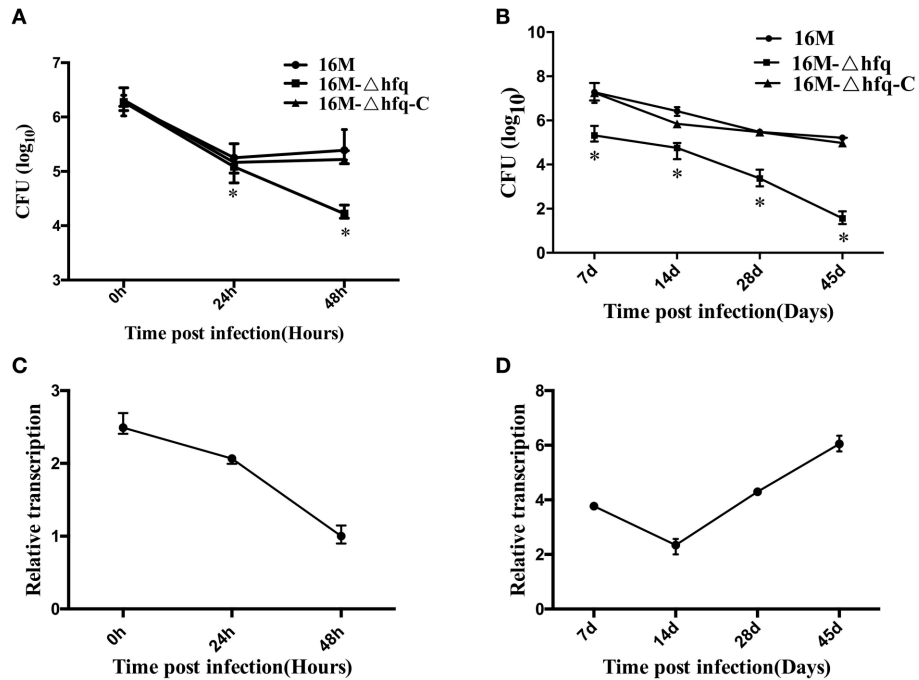 A
16M
16M-△hfq
16M-△hfq-C
7
6
5
4
3
CFU (log10)
0h
24h
48h
*
*
Time post infection(Hours)
B
16M
16M-△hfq
16M-△hfq-C
10
8
6
4
2
0
CFU (log10)
7d
14d
28d
45d
*
*
*
*
Time post infection(Days)
C
3
2
1
0
Relative transcription
0h
24h
48h
Time post infection(Hours)
D
8
6
4
2
0
Relative transcription
7d
14d
28d
45d
Time post infection(Days)